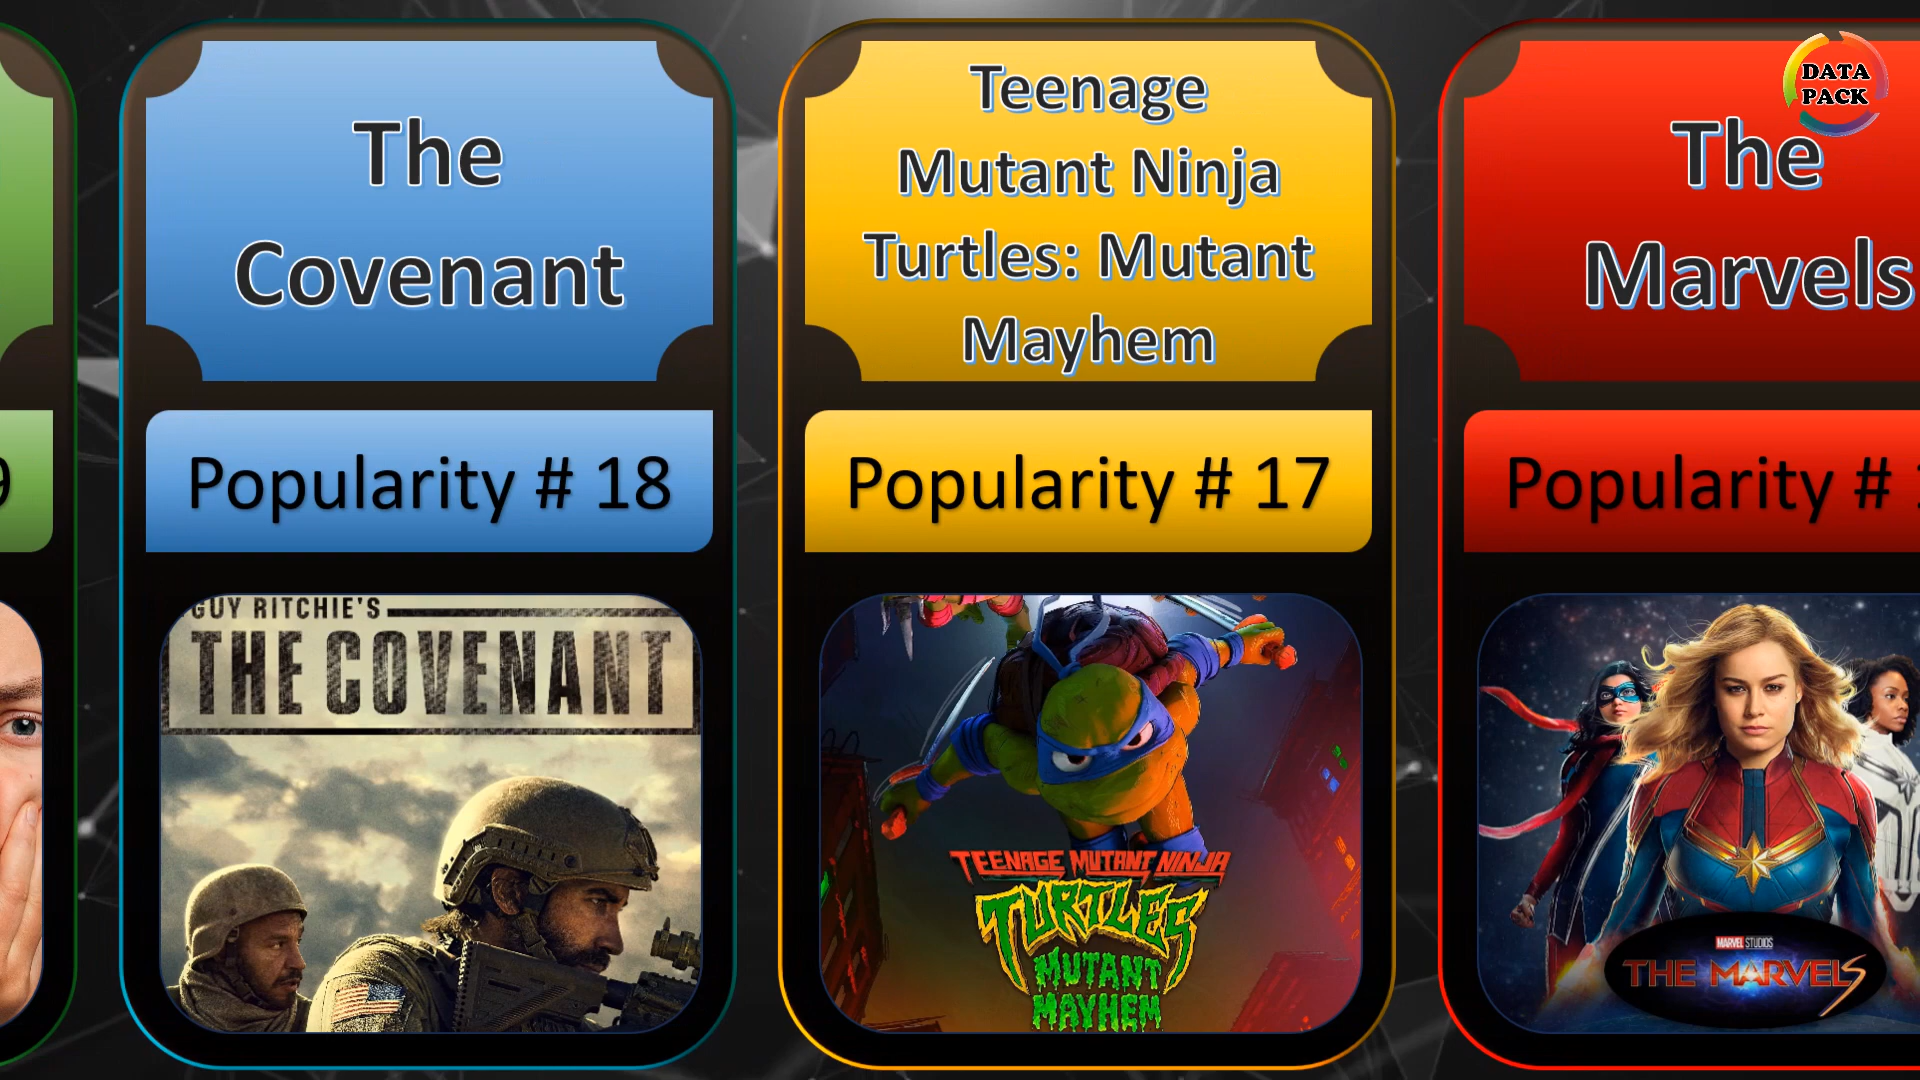 The
Covenant
Popularity # 18
GUY RITCHIE'S
THE COVENANT
Teenage
Mutant Ninja
Turtles: Mutant
Mayhem
Popularity # 17
TEENAGE MUTANT NINJA
TURTLES
MUTANT
MAYHEM
DATA
PACK
The
Marvels
Popularity #
MARVEL STUDIOS
THE MARVELS